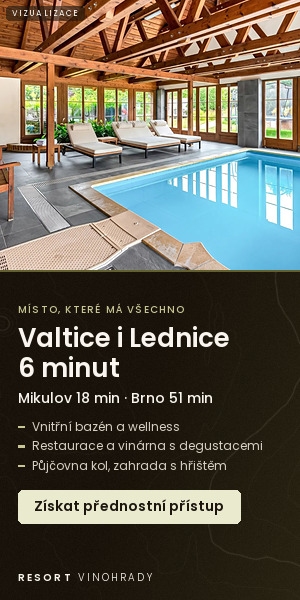 VIZUALIZACE
MÍSTO, KTERÉ MÁ VŠECHNO
Valtice i Lednice
6 minut
Mikulov 18 min · Brno 51 min
– Vnitřní bazén a wellness
– Restaurace a vinárna s degustacemi
– Půjčovna kol, zahrada s hřištěm
Získat přednostní přístup
RESORT VINOHRADY